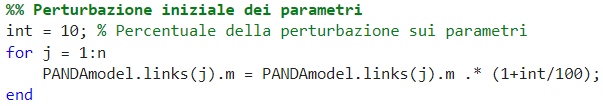 %% Perturbazione iniziale dei parametri
int = 10; % Percentuale della perturbazione sui parametri
for j = 1:n
    PANDAmodel.links(j).m = PANDAmodel.links(j).m .* (1+int/100);
end